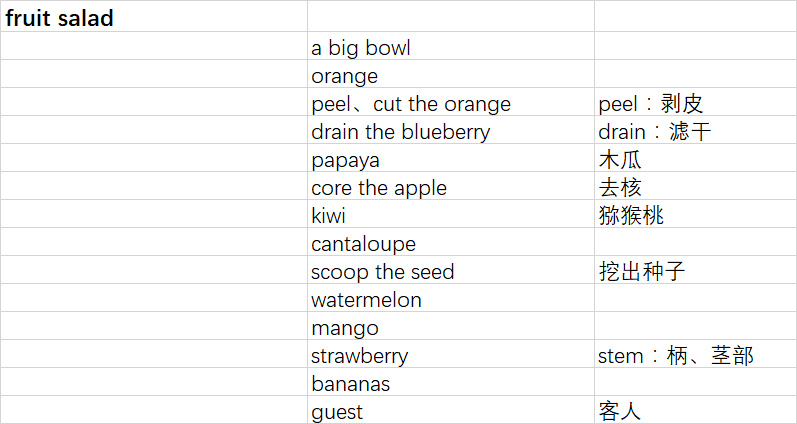 fruit salad
a big bowl
orange
peel、cut the orange peel：剥皮
drain the blueberry drain：滤干
papaya 木瓜
core the apple 去核
kiwi 猕猴桃
cantaloupe
scoop the seed 挖出种子
watermelon
mango
strawberry stem：柄、茎部
bananas
guest 客人